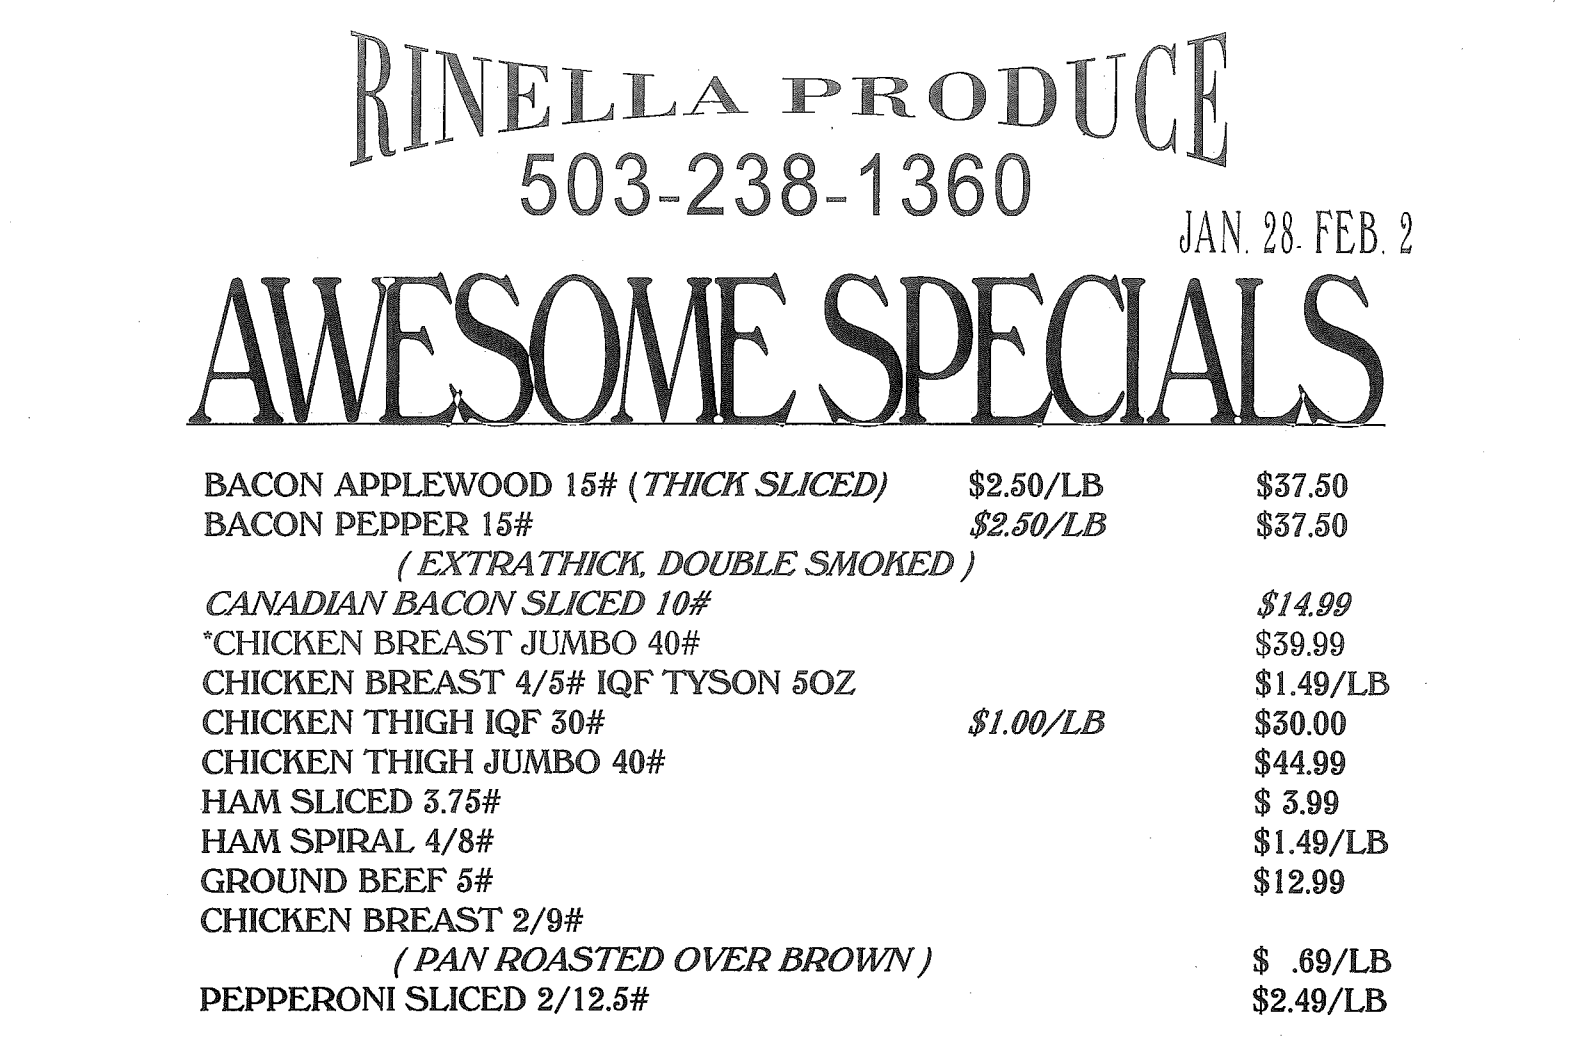 RINELLA PRODUCE
503-238-1360
JAN. 28- FEB. 2
AWESOME SPECIALS
BACON APPLEWOOD 15# (THICK SLICED) $2.50/LB $37.50
BACON PEPPER 15# $2.50/LB $37.50
( EXTRA THICK, DOUBLE SMOKED )
CANADIAN BACON SLICED 10# $14.99
*CHICKEN BREAST JUMBO 40# $39.99
CHICKEN BREAST 4/5# IQF TYSON 5OZ $1.49/LB
CHICKEN THIGH IQF 30# $1.00/LB $30.00
CHICKEN THIGH JUMBO 40# $44.99
HAM SLICED 3.75# $ 3.99
HAM SPIRAL 4/8# $1.49/LB
GROUND BEEF 5# $12.99
CHICKEN BREAST 2/9#
( PAN ROASTED OVER BROWN ) $ .69/LB
PEPPERONI SLICED 2/12.5# $2.49/LB